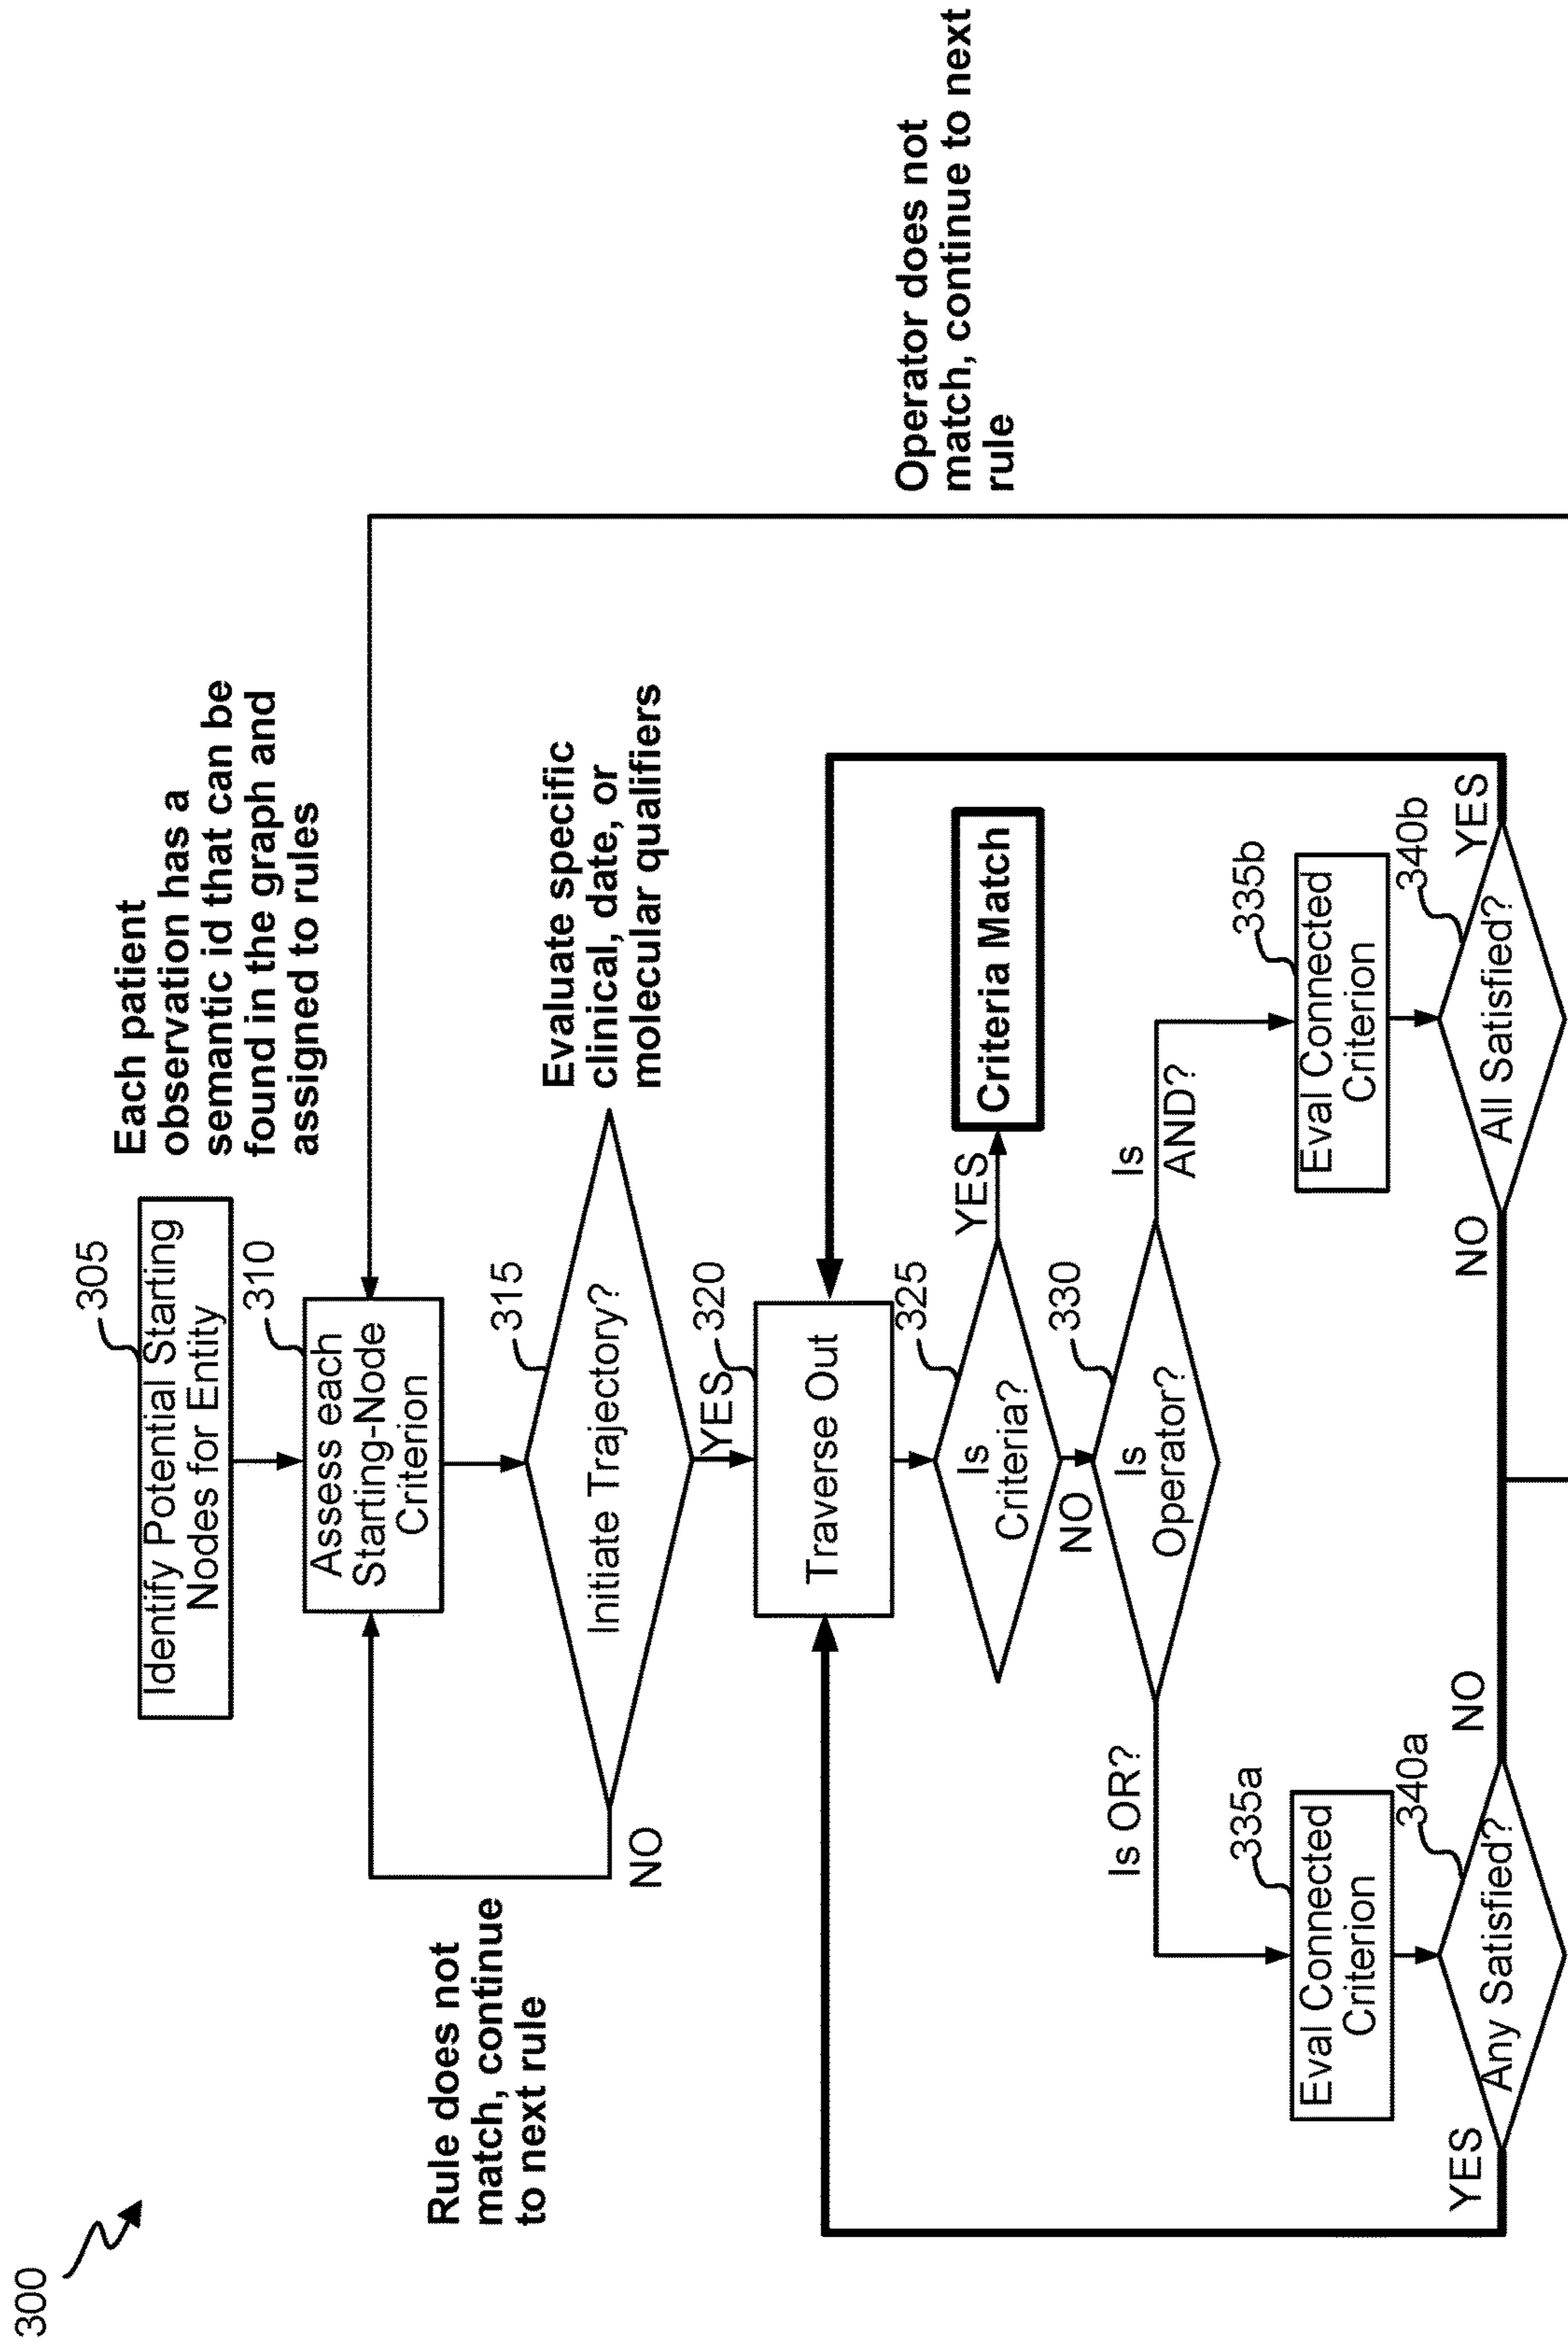 300
Each patient
observation has a
semantic id that can be
found in the graph and
assigned to rules
305
Identify Potential Starting
Nodes for Entity
310
Assess each
Starting-Node
Criterion
Rule does not
match, continue
to next rule
NO
315
Initiate Trajectory?
Evaluate specific
clinical, date, or
molecular qualifiers
YES
320
Traverse Out
Operator does not
match, continue to next
rule
325
Is
Criteria?
YES
Criteria Match
NO
330
Is
Operator?
Is OR?
Is
AND?
335a
Eval Connected
Criterion
335b
Eval Connected
Criterion
340a
Any Satisfied?
YES
NO
340b
All Satisfied?
NO
YES